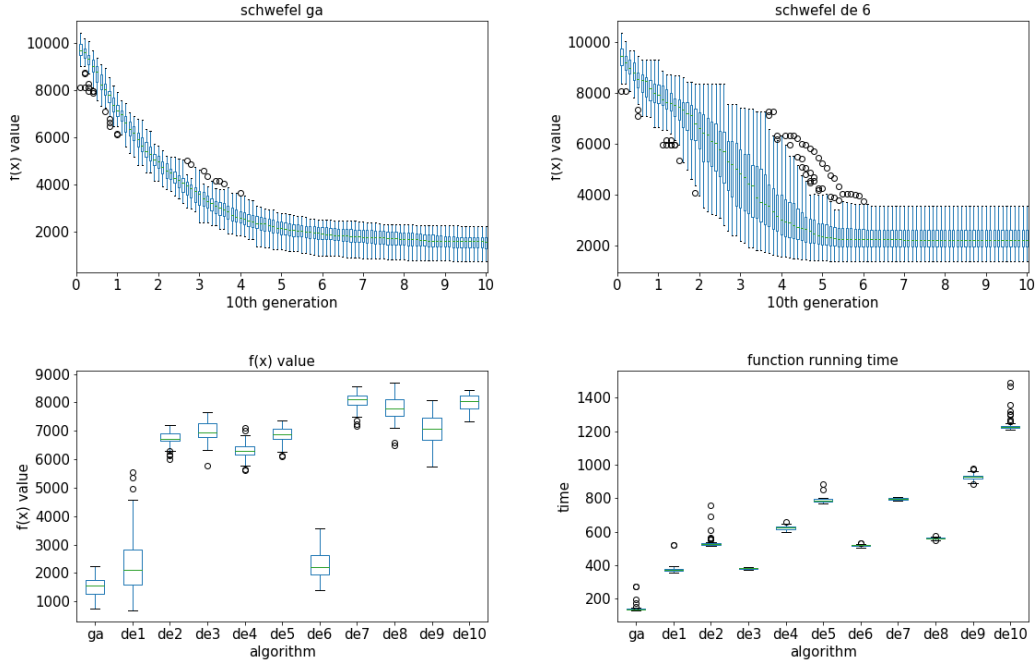 schwefel ga
f(x) value
10000
8000
6000
4000
2000
0 1 2 3 4 5 6 7 8 9 10
10th generation
schwefel de 6
f(x) value
10000
8000
6000
4000
2000
0 1 2 3 4 5 6 7 8 9 10
10th generation
f(x) value
f(x) value
9000
8000
7000
6000
5000
4000
3000
2000
1000
ga de1 de2 de3 de4 de5 de6 de7 de8 de9 de10
algorithm
function running time
time
1400
1200
1000
800
600
400
200
ga de1 de2 de3 de4 de5 de6 de7 de8 de9 de10
algorithm